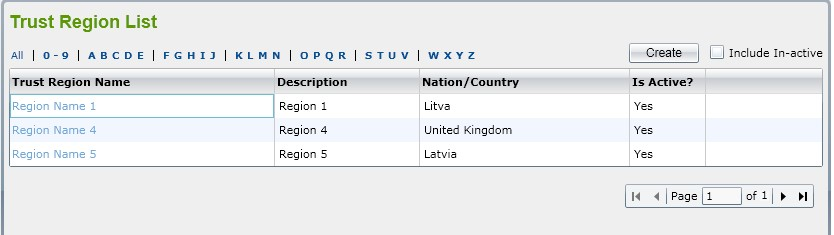 Trust Region List
All | 0 - 9 | A B C D E | F G H I J | K L M N | O P Q R | S T U V | W X Y Z Create Include In-active
Trust Region Name Description Nation/Country Is Active?
Region Name 1 Region 1 Litva Yes
Region Name 4 Region 4 United Kingdom Yes
Region Name 5 Region 5 Latvia Yes
Page 1 of 1